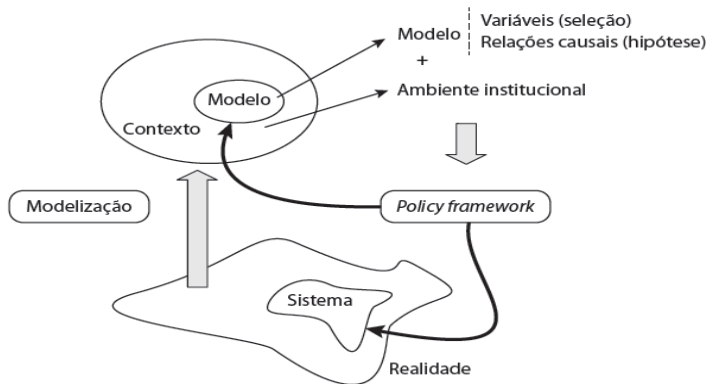 Modelo
Variáveis (seleção)
Relações causais (hipótese)
+
Ambiente institucional
Modelo
Contexto
Modelização
Policy framework
Sistema
Realidade